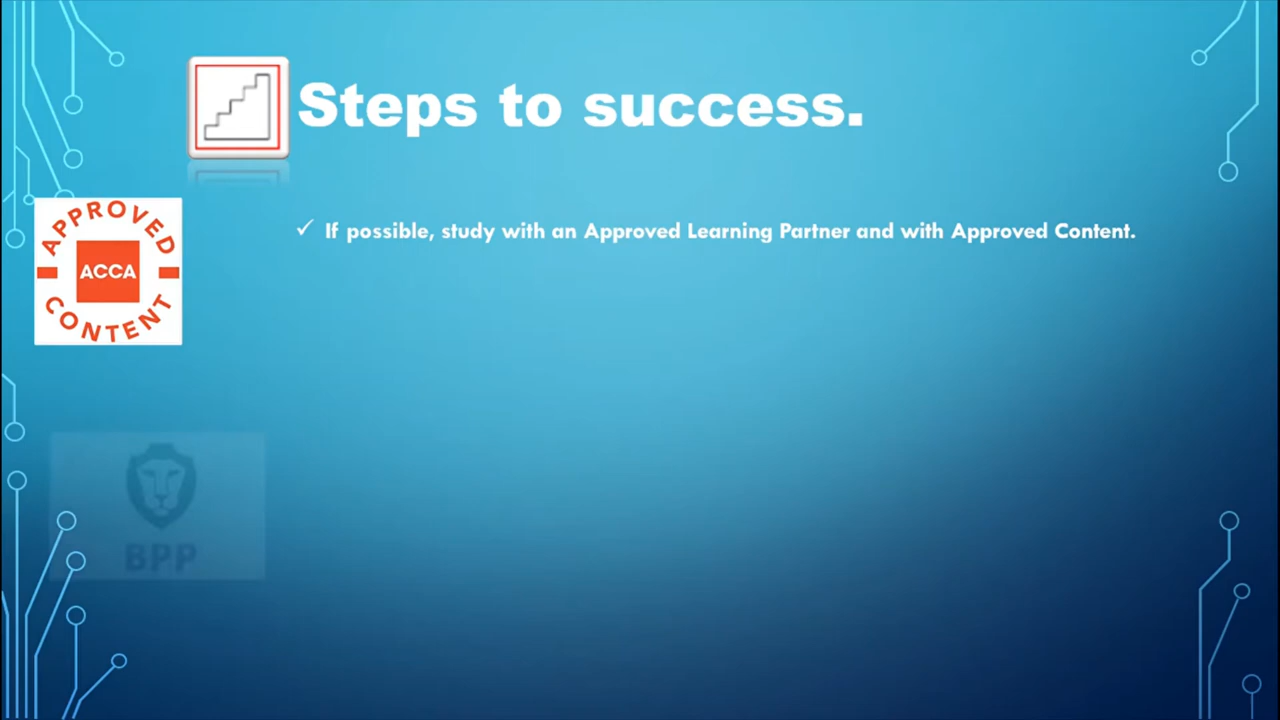 Steps to success.
APPROVED
ACCA
CONTENT
✓ If possible, study with an Approved Learning Partner and with Approved Content.
BPP